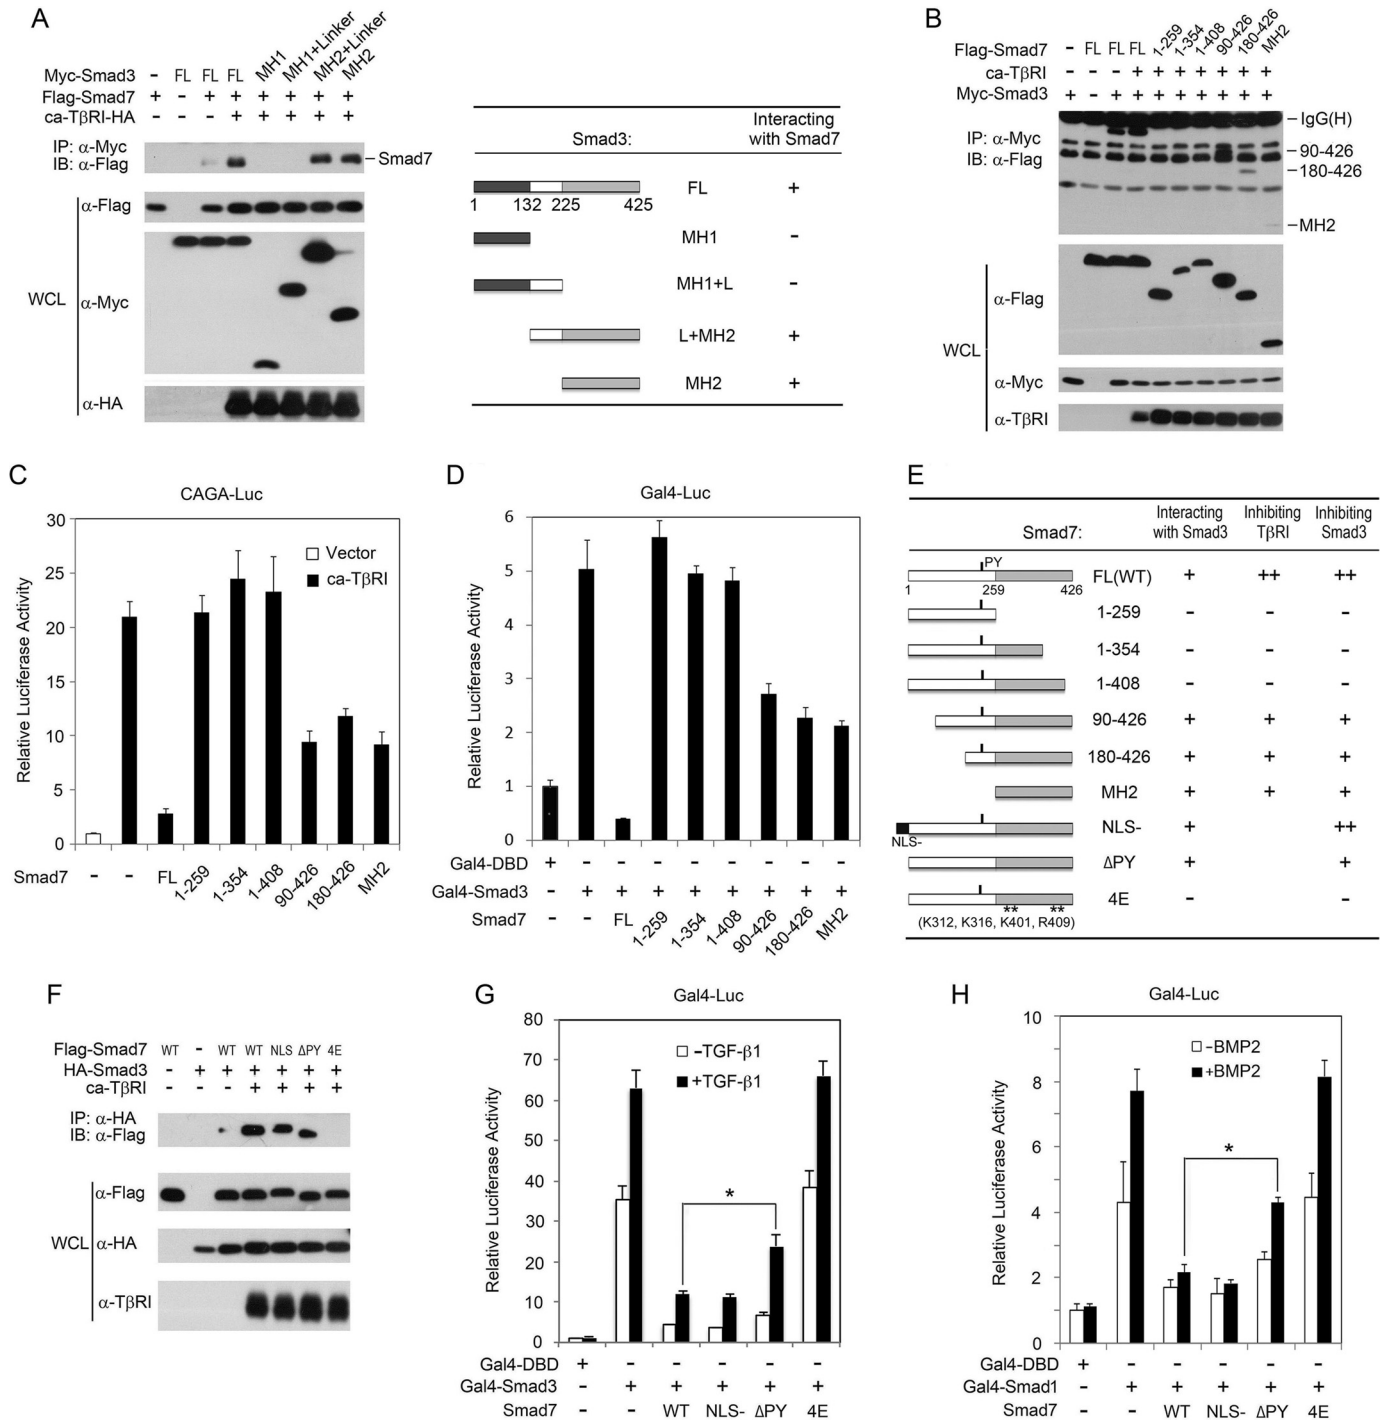 A
Myc-Smad3 – FL FL FL MH1 MH1+Linker MH2+Linker MH2
Flag-Smad7 + – + + + + + +
ca-TβRI-HA – – – + + + + +
IP: α-Myc
IB: α-Flag
Smad7
α-Flag
WCL
α-Myc
α-HA
Smad3:
Interacting
with Smad7
FL +
1 132 225 425
MH1 –
MH1+L –
L+MH2 +
MH2 +
B
Flag-Smad7 – FL FL FL 1-259 1-354 1-408 90-426 180-426 MH2
ca-TβRI – – – + + + + + + +
Myc-Smad3 + – + + + + + + + +
IP: α-Myc
IB: α-Flag
IgG(H)
90-426
180-426
MH2
α-Flag
WCL
α-Myc
α-TβRI
C
CAGA-Luc
Relative Luciferase Activity
30
25
20
15
10
5
0
Vector
ca-TβRI
Smad7 – – FL 1-259 1-354 1-408 90-426 180-426 MH2
D
Gal4-Luc
Relative Luciferase Activity
6
5
4
3
2
1
0
Gal4-DBD + – – – – – – – –
Gal4-Smad3 – + + + + + + + +
Smad7 – – FL 1-259 1-354 1-408 90-426 180-426 MH2
E
Smad7:
Interacting
with Smad3
Inhibiting
TβRI
Inhibiting
Smad3
PY
FL(WT) + ++ ++
1 259 426
1-259 – – –
1-354 – – –
1-408 – – –
90-426 + + +
180-426 + + +
MH2 + + +
NLS- + ++
NLS-
ΔPY + +
4E – –
** **
(K312, K316, K401, R409)
F
Flag-Smad7 WT – WT WT NLS ΔPY 4E
HA-Smad3 – + + + + + +
ca-TβRI – – – + + + +
IP: α-HA
IB: α-Flag
α-Flag
WCL α-HA
α-TβRI
G
Gal4-Luc
Relative Luciferase Activity
80
70
60
50
40
30
20
10
0
–TGF-β1
+TGF-β1
*
Gal4-DBD + – – – – –
Gal4-Smad3 – + + + + +
Smad7 – – WT NLS- ΔPY 4E
H
Gal4-Luc
Relative Luciferase Activity
10
8
6
4
2
0
–BMP2
+BMP2
*
Gal4-DBD + – – – – –
Gal4-Smad1 – + + + + +
Smad7 – – WT NLS- ΔPY 4E